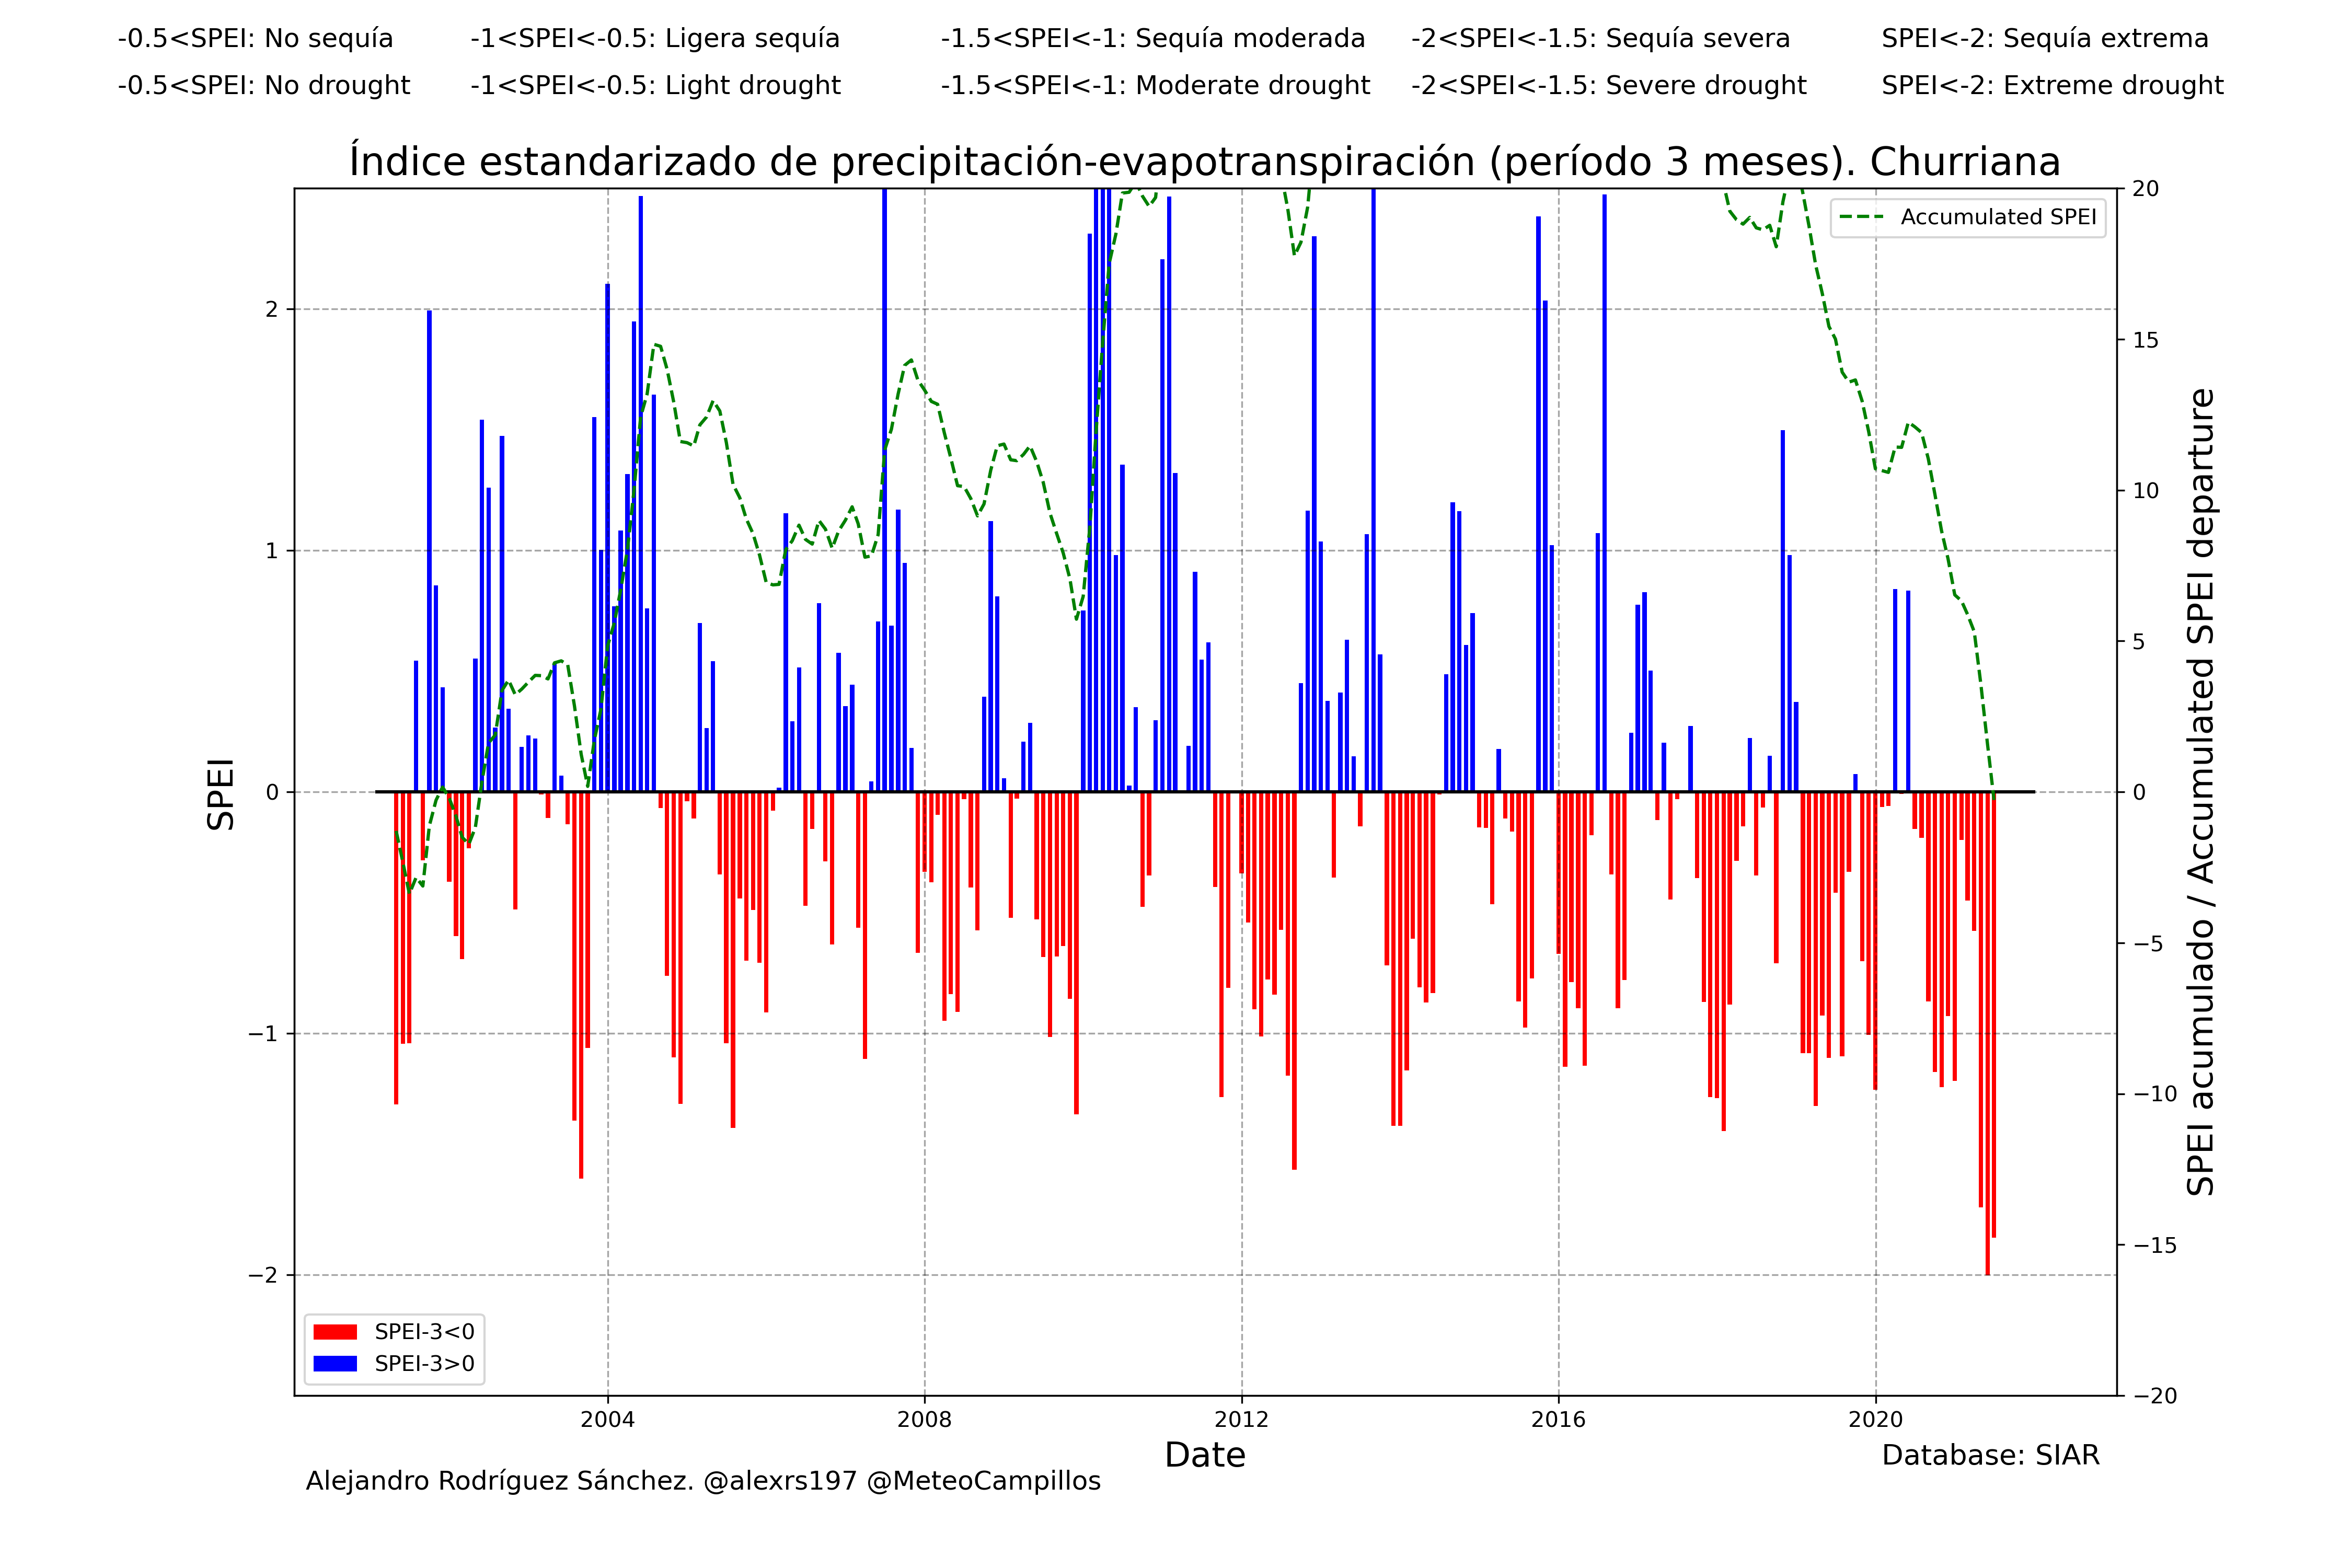 -0.5<SPEI: No sequía -1<SPEI<-0.5: Ligera sequía -1.5<SPEI<-1: Sequía moderada -2<SPEI<-1.5: Sequía severa SPEI<-2: Sequía extrema
-0.5<SPEI: No drought -1<SPEI<-0.5: Light drought -1.5<SPEI<-1: Moderate drought -2<SPEI<-1.5: Severe drought SPEI<-2: Extreme drought
Índice estandarizado de precipitación-evapotranspiración (período 3 meses). Churriana
Accumulated SPEI
SPEI
2
1
0
−1
−2
20
15
10
5
0
−5
−10
−15
−20
SPEI acumulado / Accumulated SPEI departure
SPEI-3<0
SPEI-3>0
2004 2008 2012 2016 2020
Date
Database: SIAR
Alejandro Rodríguez Sánchez. @alexrs197 @MeteoCampillos